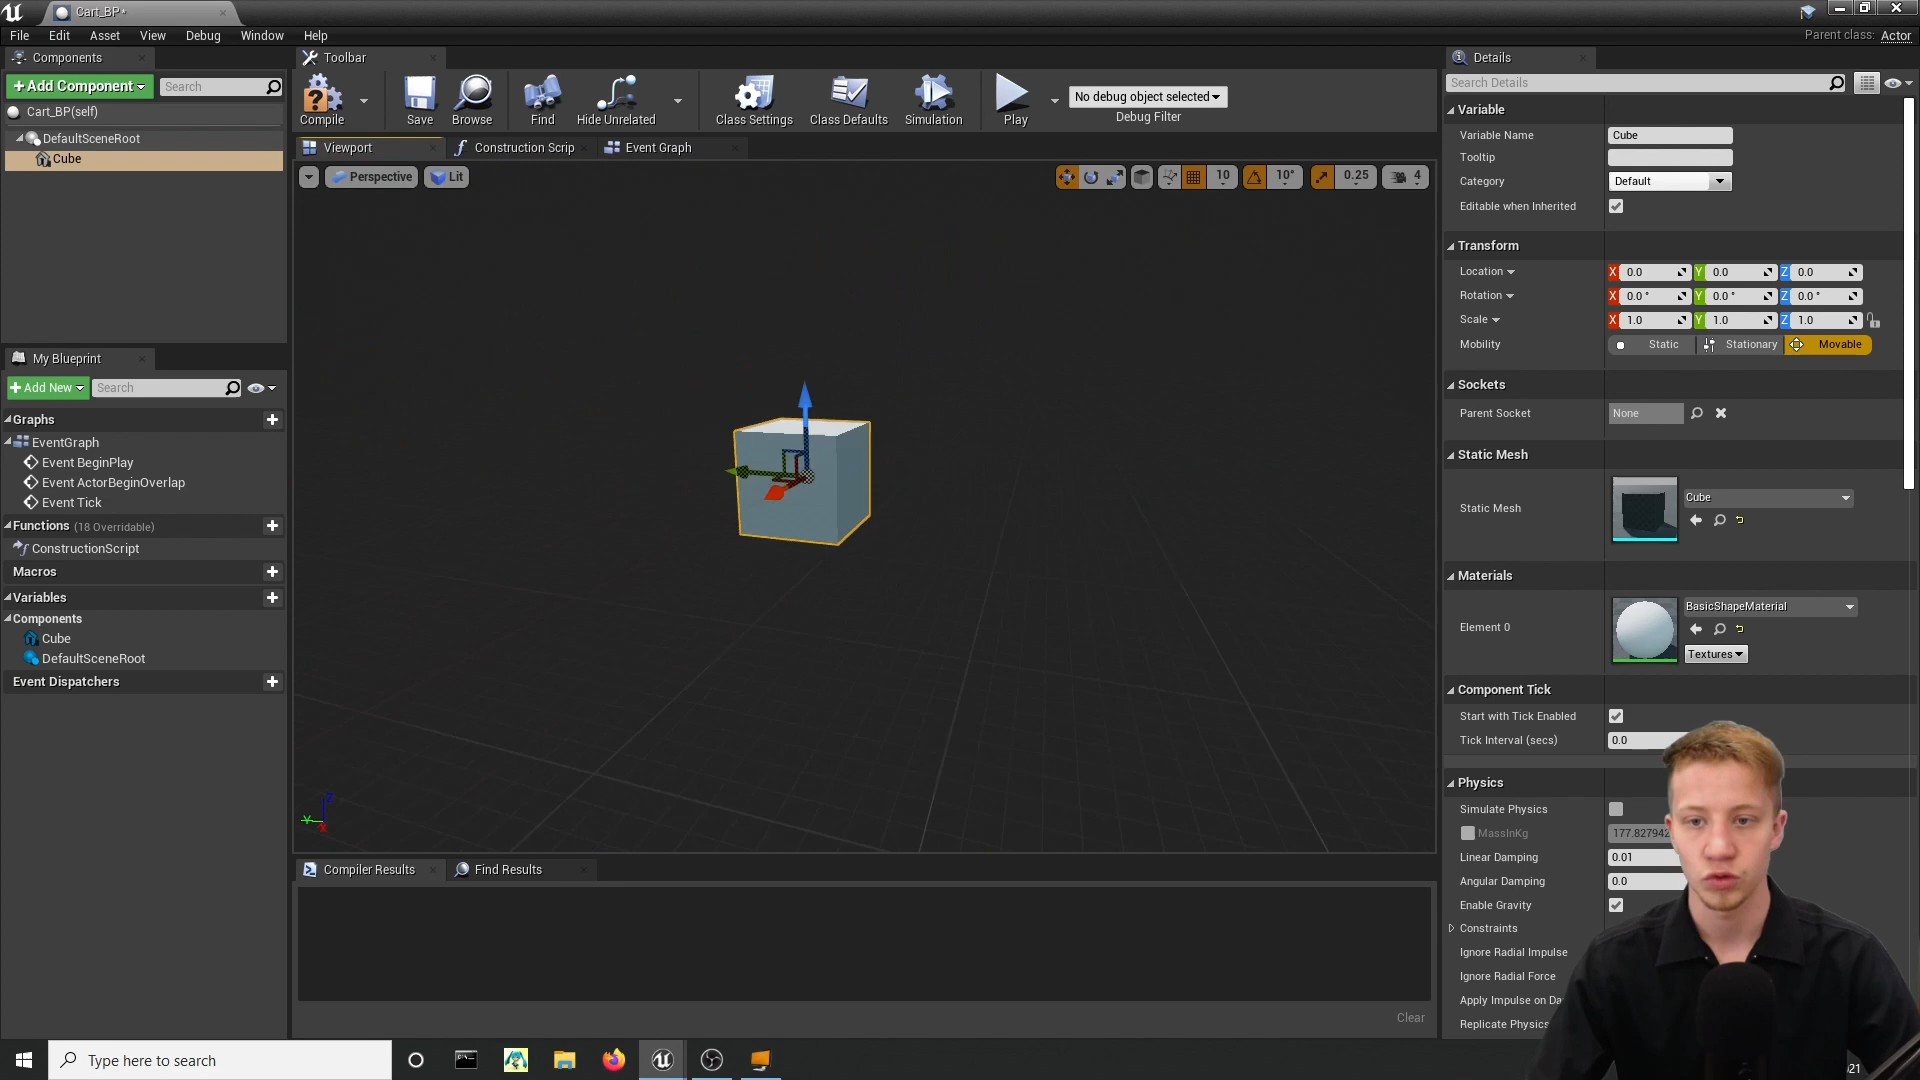 Cart_BP*
File Edit Asset View Debug Window Help
Parent class: Actor
Components
+Add Component
Search
Cart_BP(self)
DefaultSceneRoot
Cube
My Blueprint
+Add New
Search
Graphs
EventGraph
Event BeginPlay
Event ActorBeginOverlap
Event Tick
Functions (18 Overridable)
ConstructionScript
Macros
Variables
Components
Cube
DefaultSceneRoot
Event Dispatchers
Toolbar
Compile Save Browse Find Hide Unrelated Class Settings Class Defaults Simulation Play
No debug object selected
Debug Filter
Viewport Construction Scrip Event Graph
Perspective Lit 10 10° 0.25 4
Z
Y
X
Compiler Results Find Results
Clear
Details
Search Details
Variable
Variable Name Cube
Tooltip
Category Default
Editable when Inherited
Transform
Location X 0.0 Y 0.0 Z 0.0
Rotation X 0.0 ° Y 0.0 ° Z 0.0 °
Scale X 1.0 Y 1.0 Z 1.0
Mobility Static Stationary Movable
Sockets
Parent Socket None
Static Mesh
Static Mesh Cube
Materials
Element 0 BasicShapeMaterial
Textures
Component Tick
Start with Tick Enabled
Tick Interval (secs) 0.0
Physics
Simulate Physics
MassInKg 177.827942
Linear Damping 0.01
Angular Damping 0.0
Enable Gravity
Constraints
Ignore Radial Impulse
Ignore Radial Force
Apply Impulse on Da
Replicate Physics
Type here to search
21